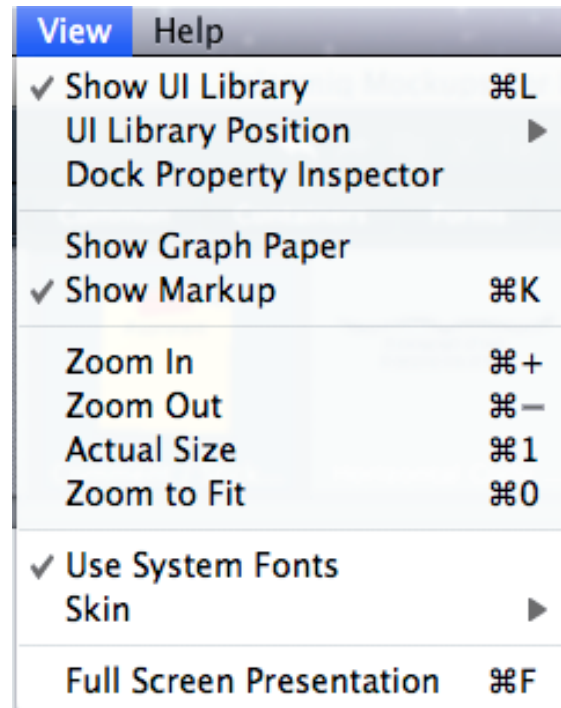 View Help
✓ Show UI Library ⌘L
UI Library Position ▶
Dock Property Inspector
Show Graph Paper
✓ Show Markup ⌘K
Zoom In ⌘+
Zoom Out ⌘−
Actual Size ⌘1
Zoom to Fit ⌘0
✓ Use System Fonts
Skin ▶
Full Screen Presentation ⌘F